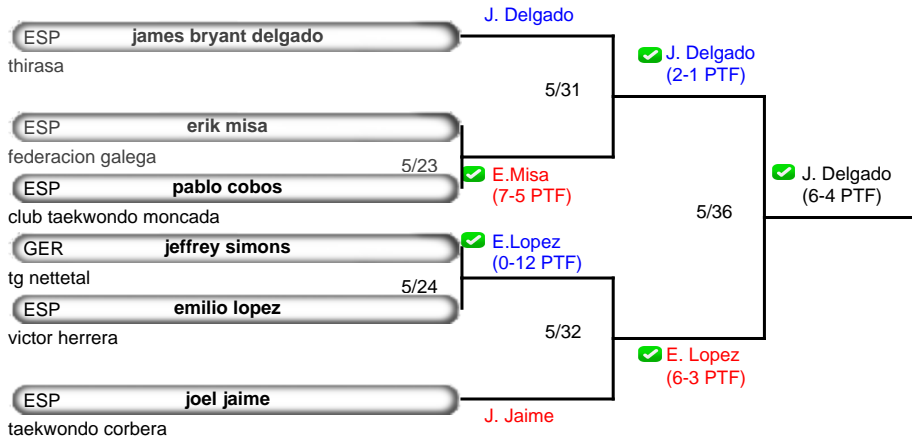 J. Delgado
ESP james bryant delgado
thirasa
J. Delgado
(2-1 PTF)
5/31
ESP erik misa
federacion galega
5/23
E.Misa
(7-5 PTF)
ESP pablo cobos
club taekwondo moncada
J. Delgado
(6-4 PTF)
5/36
GER jeffrey simons
tg nettetal
E.Lopez
(0-12 PTF)
5/24
ESP emilio lopez
victor herrera
5/32
E. Lopez
(6-3 PTF)
ESP joel jaime
taekwondo corbera
J. Jaime